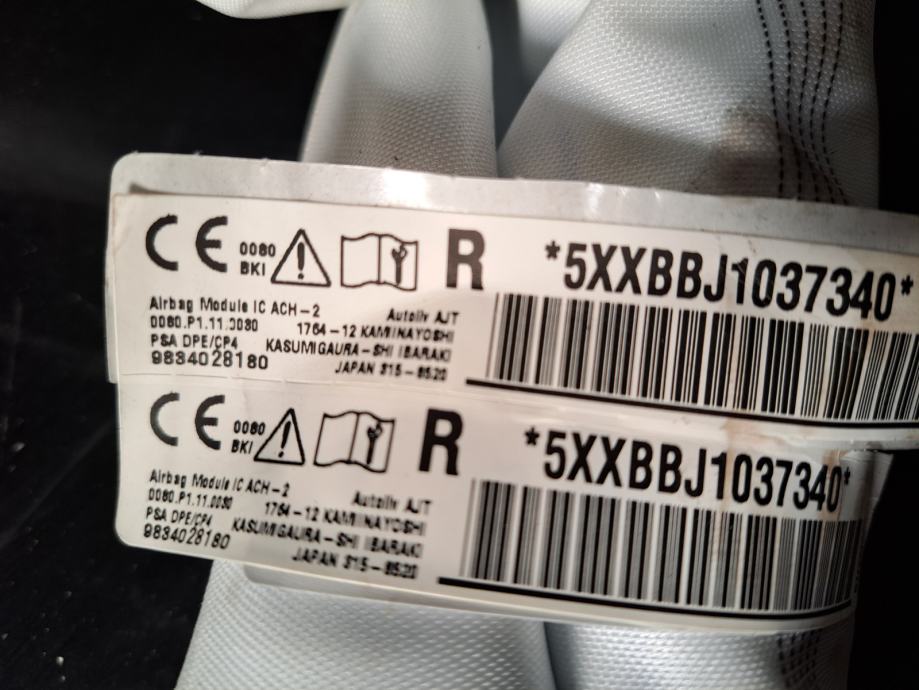 CE 0080 BKI R *5XXBBJ1037340*
Airbag Module IC ACH-2 Autoliv AJT
0080.P1.11.0080 1764-12 KAMINAYOSHI
PSA DPE/CP4 KASUMIGAURA-SHI IBARAKI
9834028180 JAPAN 315-8520
CE 0080 BKI R *5XXBBJ1037340*
Airbag Module IC ACH-2 Autoliv AJT
0080.P1.11.0080 1764-12 KAMINAYOSHI
PSA DPE/CP4 KASUMIGAURA-SHI IBARAKI
9834028180 JAPAN 315-8520